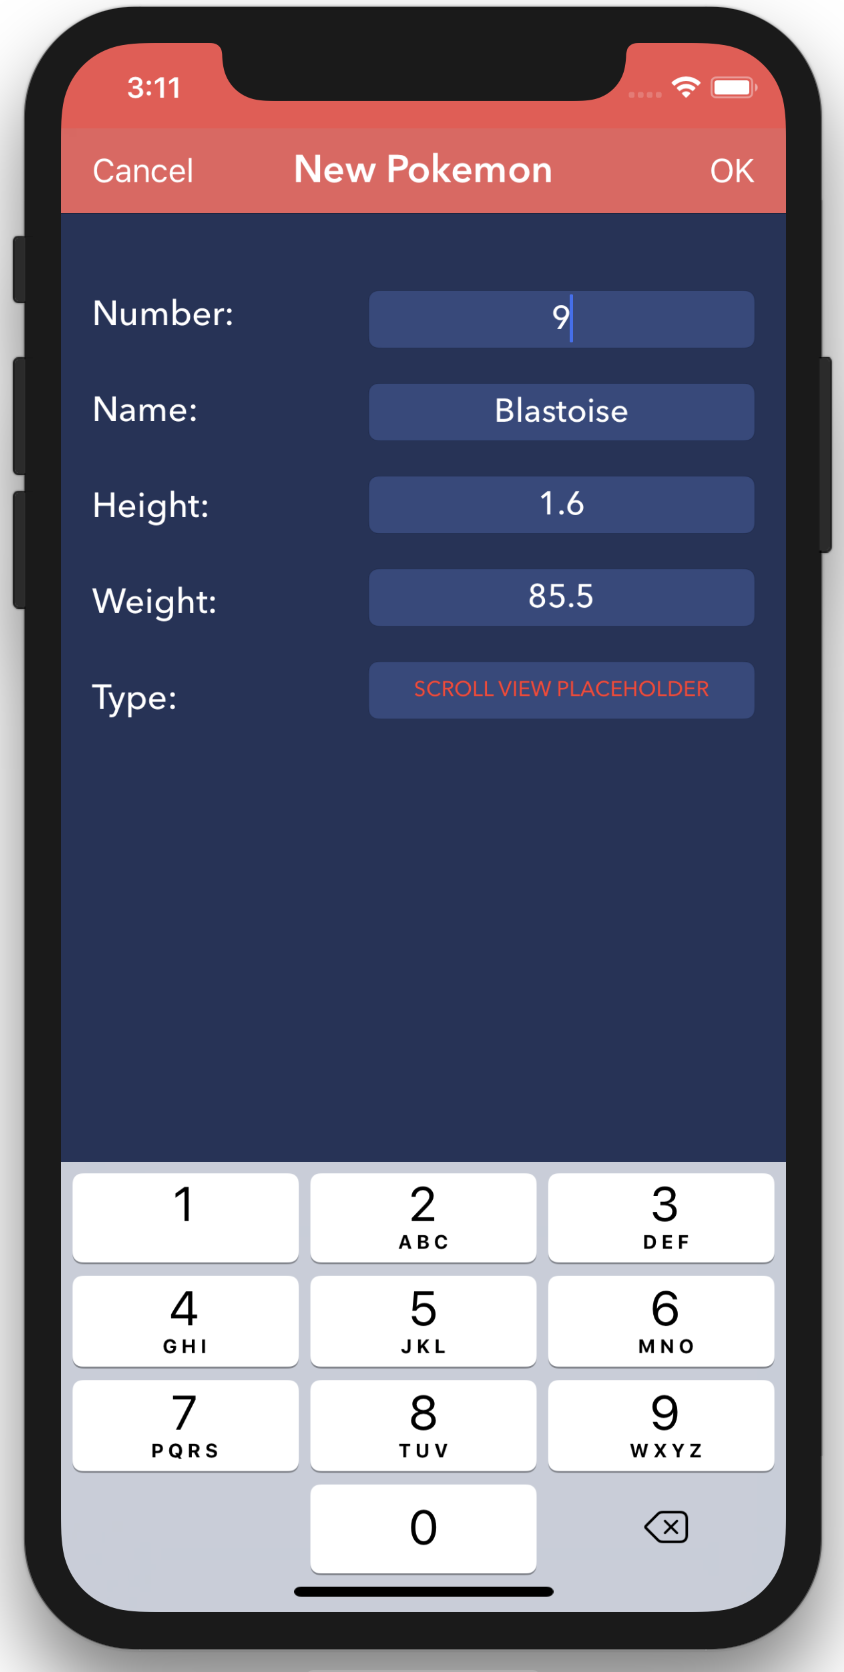 3:11
Cancel New Pokemon OK
Number: 9
Name: Blastoise
Height: 1.6
Weight: 85.5
Type: SCROLL VIEW PLACEHOLDER
1 2 3
ABC DEF
4 5 6
GHI JKL MNO
7 8 9
PQRS TUV WXYZ
0